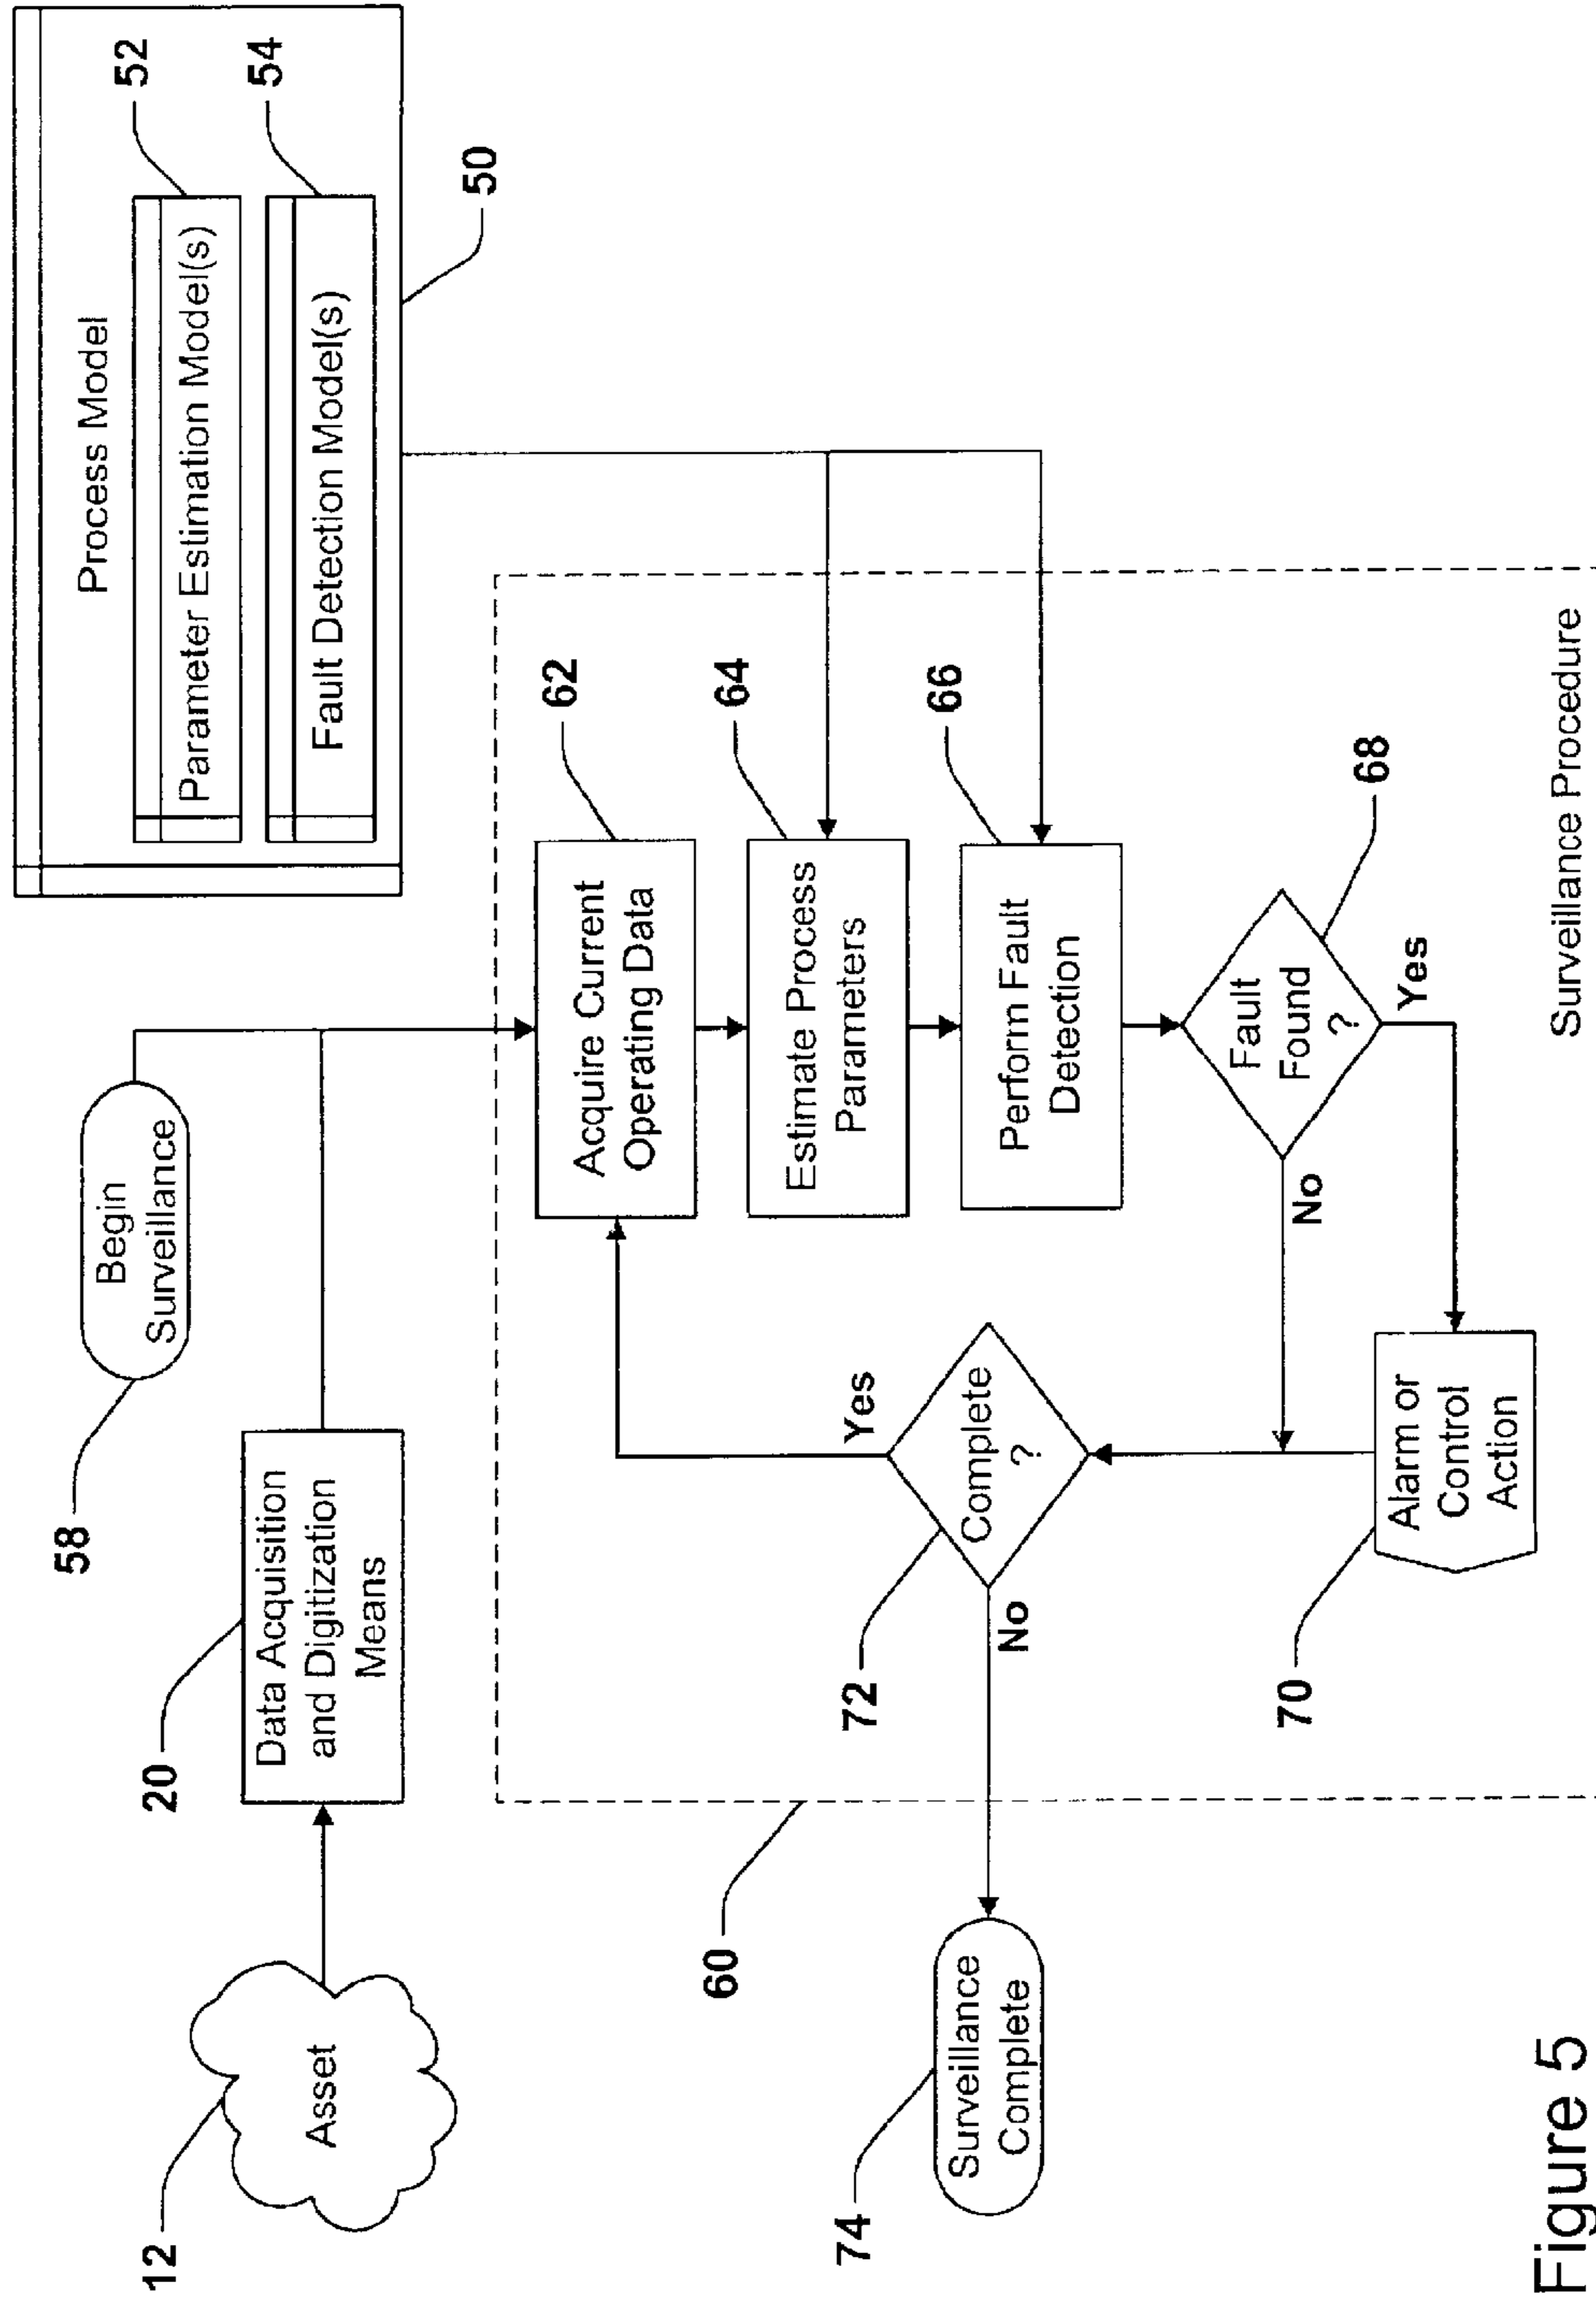 58
Begin
Surveillance
Process Model
52
Parameter Estimation Model(s)
54
Fault Detection Model(s)
50
12
Asset
20
Data Acquisition
and Digitization
Means
60
62
Acquire Current
Operating Data
64
Estimate Process
Parameters
66
Perform Fault
Detection
68
Fault
Found
?
No
Yes
70
Alarm or
Control
Action
72
Complete
?
Yes
No
74
Surveillance
Complete
Surveillance Procedure
Figure 5